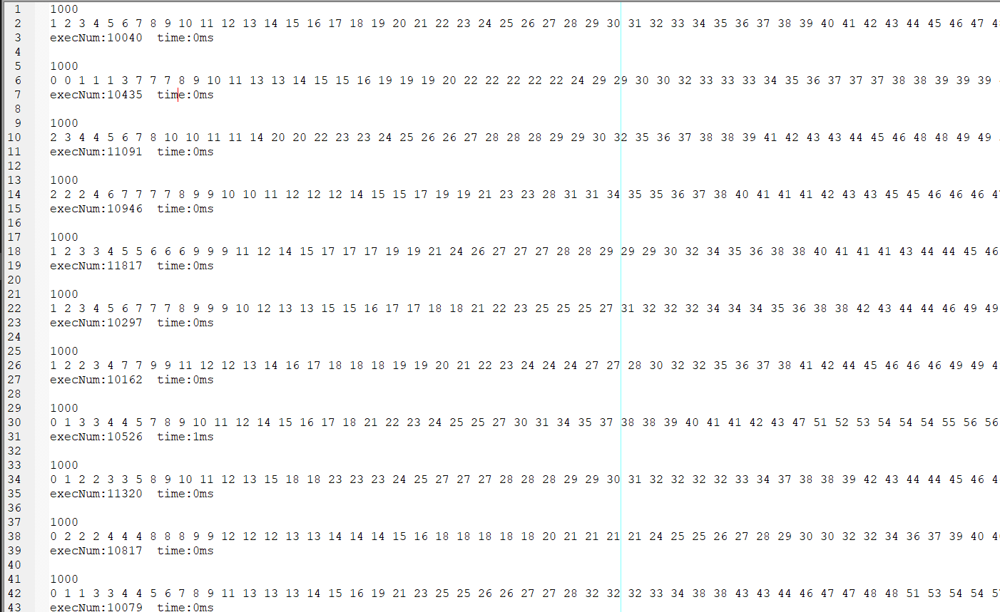 1 1000
2 1 2 3 4 5 6 7 8 9 10 11 12 13 14 15 16 17 18 19 20 21 22 23 24 25 26 27 28 29 30 31 32 33 34 35 36 37 38 39 40 41 42 43 44 45 46 47
3 execNum:10040 time:0ms
4
5 1000
6 0 0 1 1 1 3 7 7 7 8 9 10 11 13 13 14 15 15 16 19 19 19 20 22 22 22 22 22 24 29 29 30 30 32 33 33 33 34 35 36 37 37 37 38 38 39 39 39
7 execNum:10435 time:0ms
8
9 1000
10 2 3 4 4 5 6 7 8 10 10 11 11 14 20 20 22 23 23 24 25 26 26 27 28 28 28 29 29 30 32 35 36 37 38 38 39 41 42 43 43 44 45 46 48 48 49 49
11 execNum:11091 time:0ms
12
13 1000
14 2 2 2 4 6 7 7 7 7 8 9 9 10 10 11 12 12 12 14 15 15 17 19 19 21 23 23 28 31 31 34 35 35 36 37 38 40 41 41 41 42 43 43 45 45 46 46 46
15 execNum:10946 time:0ms
16
17 1000
18 1 2 3 3 4 5 5 6 6 6 9 9 9 11 12 14 15 17 17 17 19 19 21 24 26 27 27 27 28 28 29 29 29 30 32 34 35 36 38 38 40 41 41 41 43 44 44 45 46
19 execNum:11817 time:0ms
20
21 1000
22 1 2 3 4 5 6 7 7 7 8 9 9 9 10 12 13 13 15 15 16 17 17 18 18 21 22 23 25 25 25 27 31 32 32 32 34 34 34 35 36 38 38 42 43 44 44 46 49 49
23 execNum:10297 time:0ms
24
25 1000
26 1 2 2 3 4 7 7 9 9 11 12 12 13 14 16 17 18 18 18 19 19 20 21 22 23 24 24 24 27 27 28 30 32 32 35 36 37 38 41 42 44 45 46 46 46 49 49
27 execNum:10162 time:0ms
28
29 1000
30 0 1 3 3 4 4 5 7 8 9 10 11 12 14 15 16 17 18 21 22 23 24 25 25 27 30 31 34 35 37 38 38 39 40 41 41 42 43 47 51 52 53 54 54 54 55 56 56
31 execNum:10526 time:1ms
32
33 1000
34 0 1 2 2 3 3 5 8 9 10 11 12 13 15 18 18 23 23 23 24 25 27 27 27 28 28 28 29 29 30 31 32 32 32 32 33 34 37 38 38 39 42 43 44 44 45 46
35 execNum:11320 time:0ms
36
37 1000
38 0 2 2 2 4 4 4 8 8 8 9 9 12 12 12 13 13 14 14 14 15 16 18 18 18 18 18 20 21 21 21 21 24 25 25 26 27 28 29 30 30 32 32 34 36 37 39 40
39 execNum:10817 time:0ms
40
41 1000
42 0 1 1 3 3 4 4 5 6 7 8 9 11 13 13 13 14 15 16 19 21 23 25 25 26 26 27 27 28 32 32 32 33 34 38 38 43 43 44 46 47 47 48 48 51 53 54 54
43 execNum:10079 time:0ms